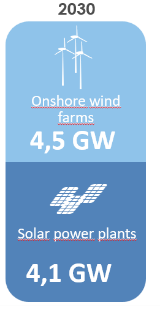 2030
Onshore wind
farms
4,5 GW
Solar power plants
4,1 GW